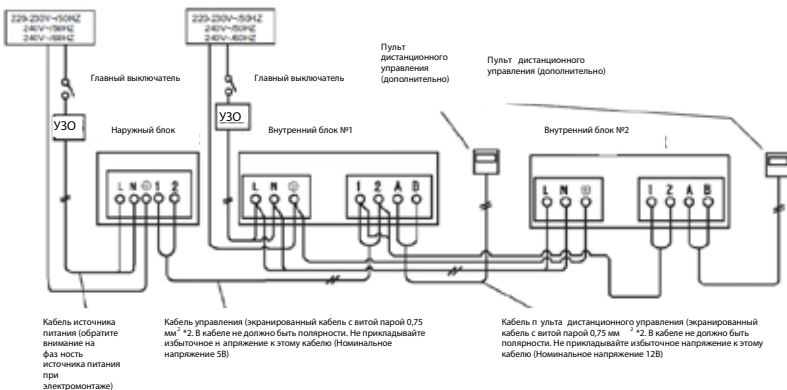 220-230V~/50HZ
240V~/50HZ
240V~/60HZ
220-230V~/50HZ
240V~/50HZ
240V~/60HZ
Пульт
дистанционного
управления
(дополнительно)
Пульт дистанционного
управления (дополнительно)
Главный выключатель
Главный выключатель
УЗО
УЗО
Наружный блок
Внутренний блок №1
Внутренний блок №2
L N 1 2
L N
1 2 A B
L N
1 2 A B
Кабель источника
питания (обратите
внимание на
фаз ность
источника питания
при
электромонтаже)
Кабель управления (экранированный кабель с витой парой 0,75
мм2 *2. В кабеле не должно быть полярности. Не прикладывайте
избыточное н апряжение к этому кабелю (Номинальное
напряжение 5В)
Кабель п ульта дистанционного управления (экранированный
кабель с витой парой 0,75 мм 2 *2. В кабеле не должно быть
полярности. Не прикладывайте избыточное напряжение к этому
кабелю (Номинальное напряжение 12В)